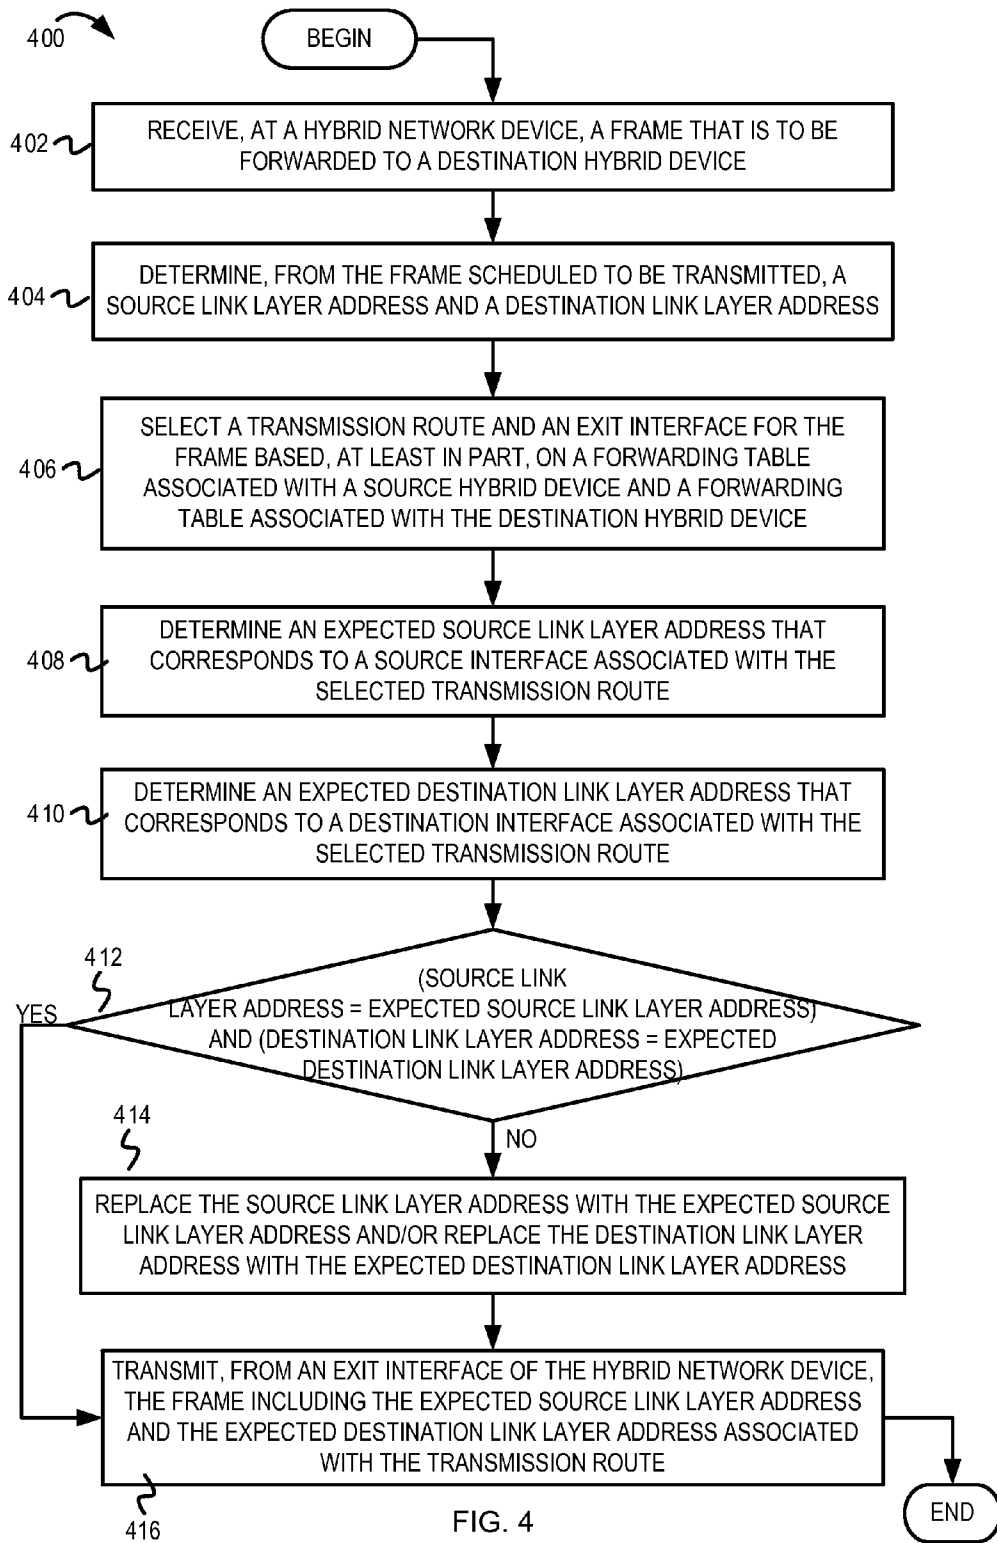 400
BEGIN
402
RECEIVE, AT A HYBRID NETWORK DEVICE, A FRAME THAT IS TO BE
FORWARDED TO A DESTINATION HYBRID DEVICE
404
DETERMINE, FROM THE FRAME SCHEDULED TO BE TRANSMITTED, A
SOURCE LINK LAYER ADDRESS AND A DESTINATION LINK LAYER ADDRESS
406
SELECT A TRANSMISSION ROUTE AND AN EXIT INTERFACE FOR THE
FRAME BASED, AT LEAST IN PART, ON A FORWARDING TABLE
ASSOCIATED WITH A SOURCE HYBRID DEVICE AND A FORWARDING
TABLE ASSOCIATED WITH THE DESTINATION HYBRID DEVICE
408
DETERMINE AN EXPECTED SOURCE LINK LAYER ADDRESS THAT
CORRESPONDS TO A SOURCE INTERFACE ASSOCIATED WITH THE
SELECTED TRANSMISSION ROUTE
410
DETERMINE AN EXPECTED DESTINATION LINK LAYER ADDRESS THAT
CORRESPONDS TO A DESTINATION INTERFACE ASSOCIATED WITH THE
SELECTED TRANSMISSION ROUTE
412
YES
(SOURCE LINK
LAYER ADDRESS = EXPECTED SOURCE LINK LAYER ADDRESS)
AND (DESTINATION LINK LAYER ADDRESS = EXPECTED
DESTINATION LINK LAYER ADDRESS)
NO
414
REPLACE THE SOURCE LINK LAYER ADDRESS WITH THE EXPECTED SOURCE
LINK LAYER ADDRESS AND/OR REPLACE THE DESTINATION LINK LAYER
ADDRESS WITH THE EXPECTED DESTINATION LINK LAYER ADDRESS
TRANSMIT, FROM AN EXIT INTERFACE OF THE HYBRID NETWORK DEVICE,
THE FRAME INCLUDING THE EXPECTED SOURCE LINK LAYER ADDRESS
AND THE EXPECTED DESTINATION LINK LAYER ADDRESS ASSOCIATED
WITH THE TRANSMISSION ROUTE
416
END
FIG. 4